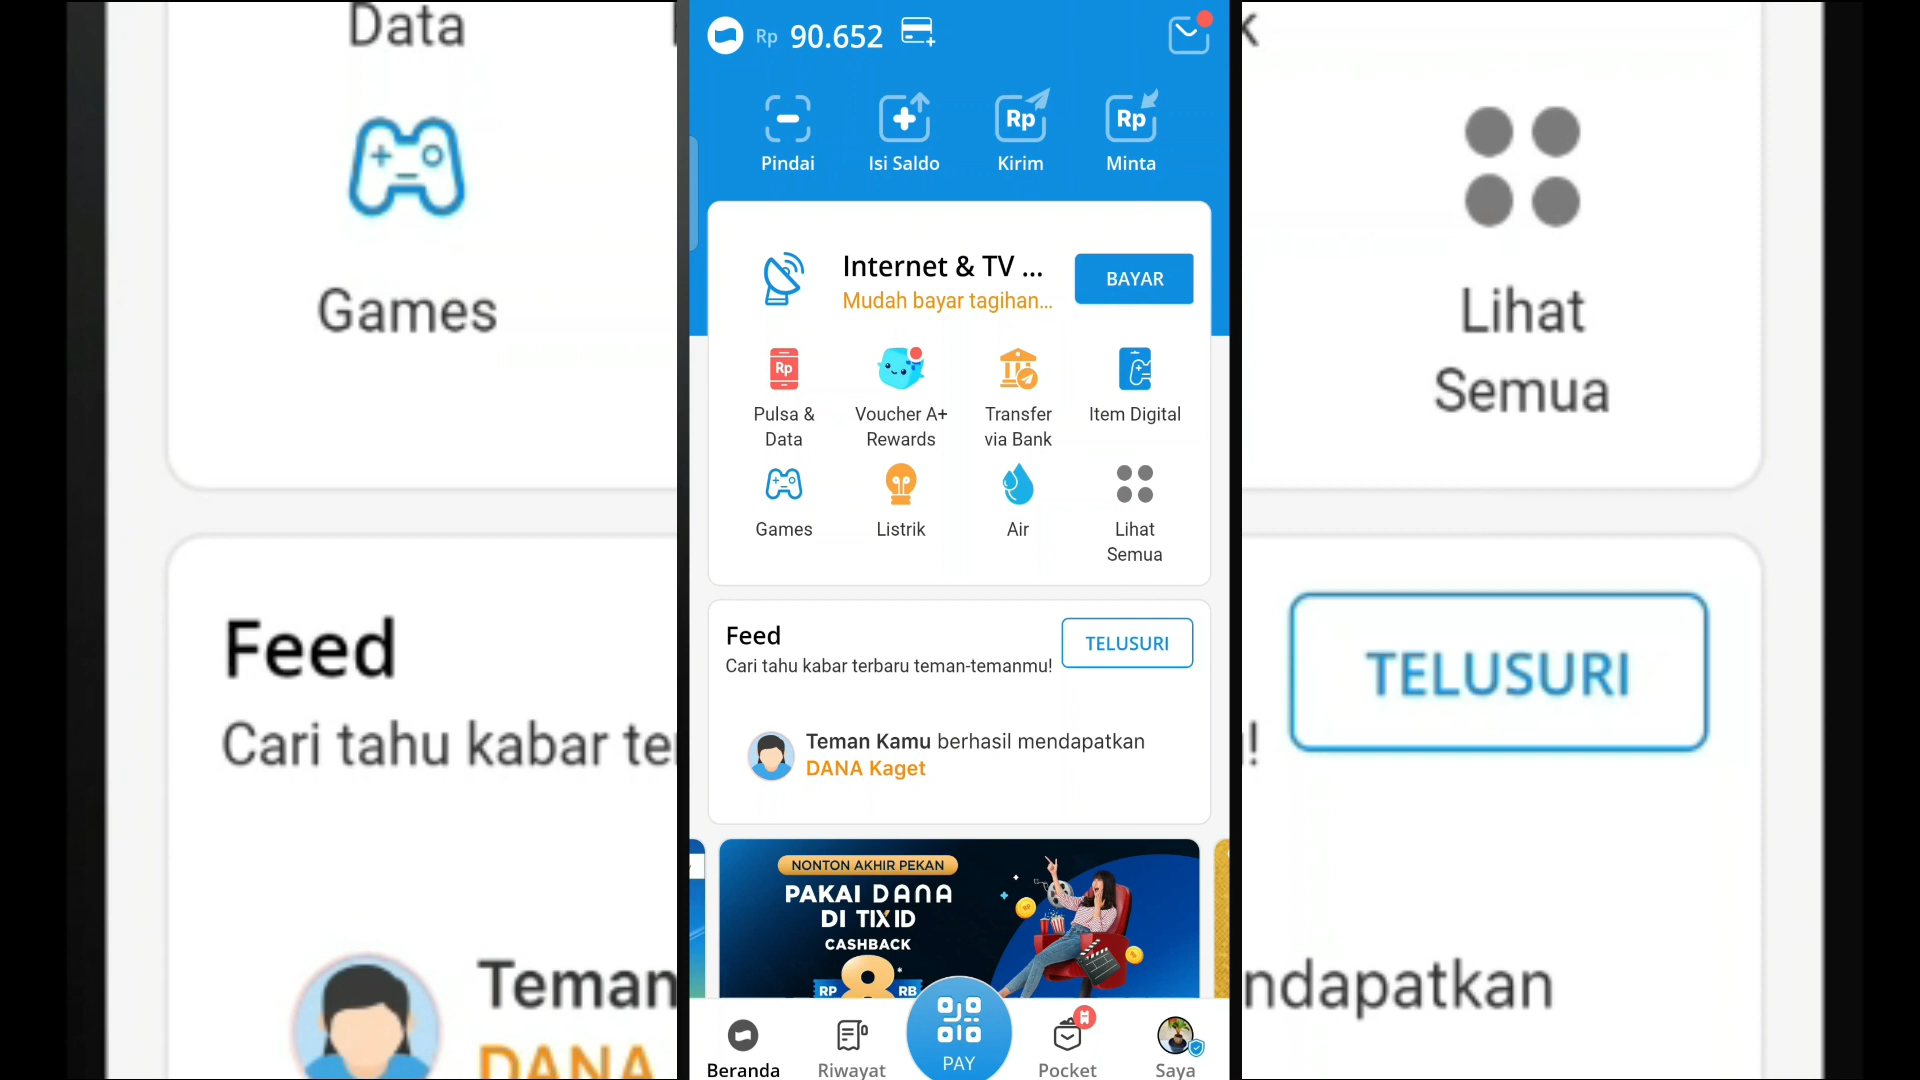 Rp 90.652
Pindai
Isi Saldo
Kirim
Minta
Internet & TV ...
Mudah bayar tagihan...
BAYAR
Pulsa &
Data
Voucher A+
Rewards
Transfer
via Bank
Item Digital
Games
Listrik
Air
Lihat
Semua
Feed
Cari tahu kabar terbaru teman-temanmu!
TELUSURI
Teman Kamu berhasil mendapatkan
DANA Kaget
NONTON AKHIR PEKAN
PAKAI DANA
DI TIX ID
CASHBACK
RP 8* RB
Beranda
Riwayat
PAY
Pocket
Saya
Data
Games
Lihat
Semua
Feed
Cari tahu kabar te
TELUSURI
Teman
ndapatkan
DANA